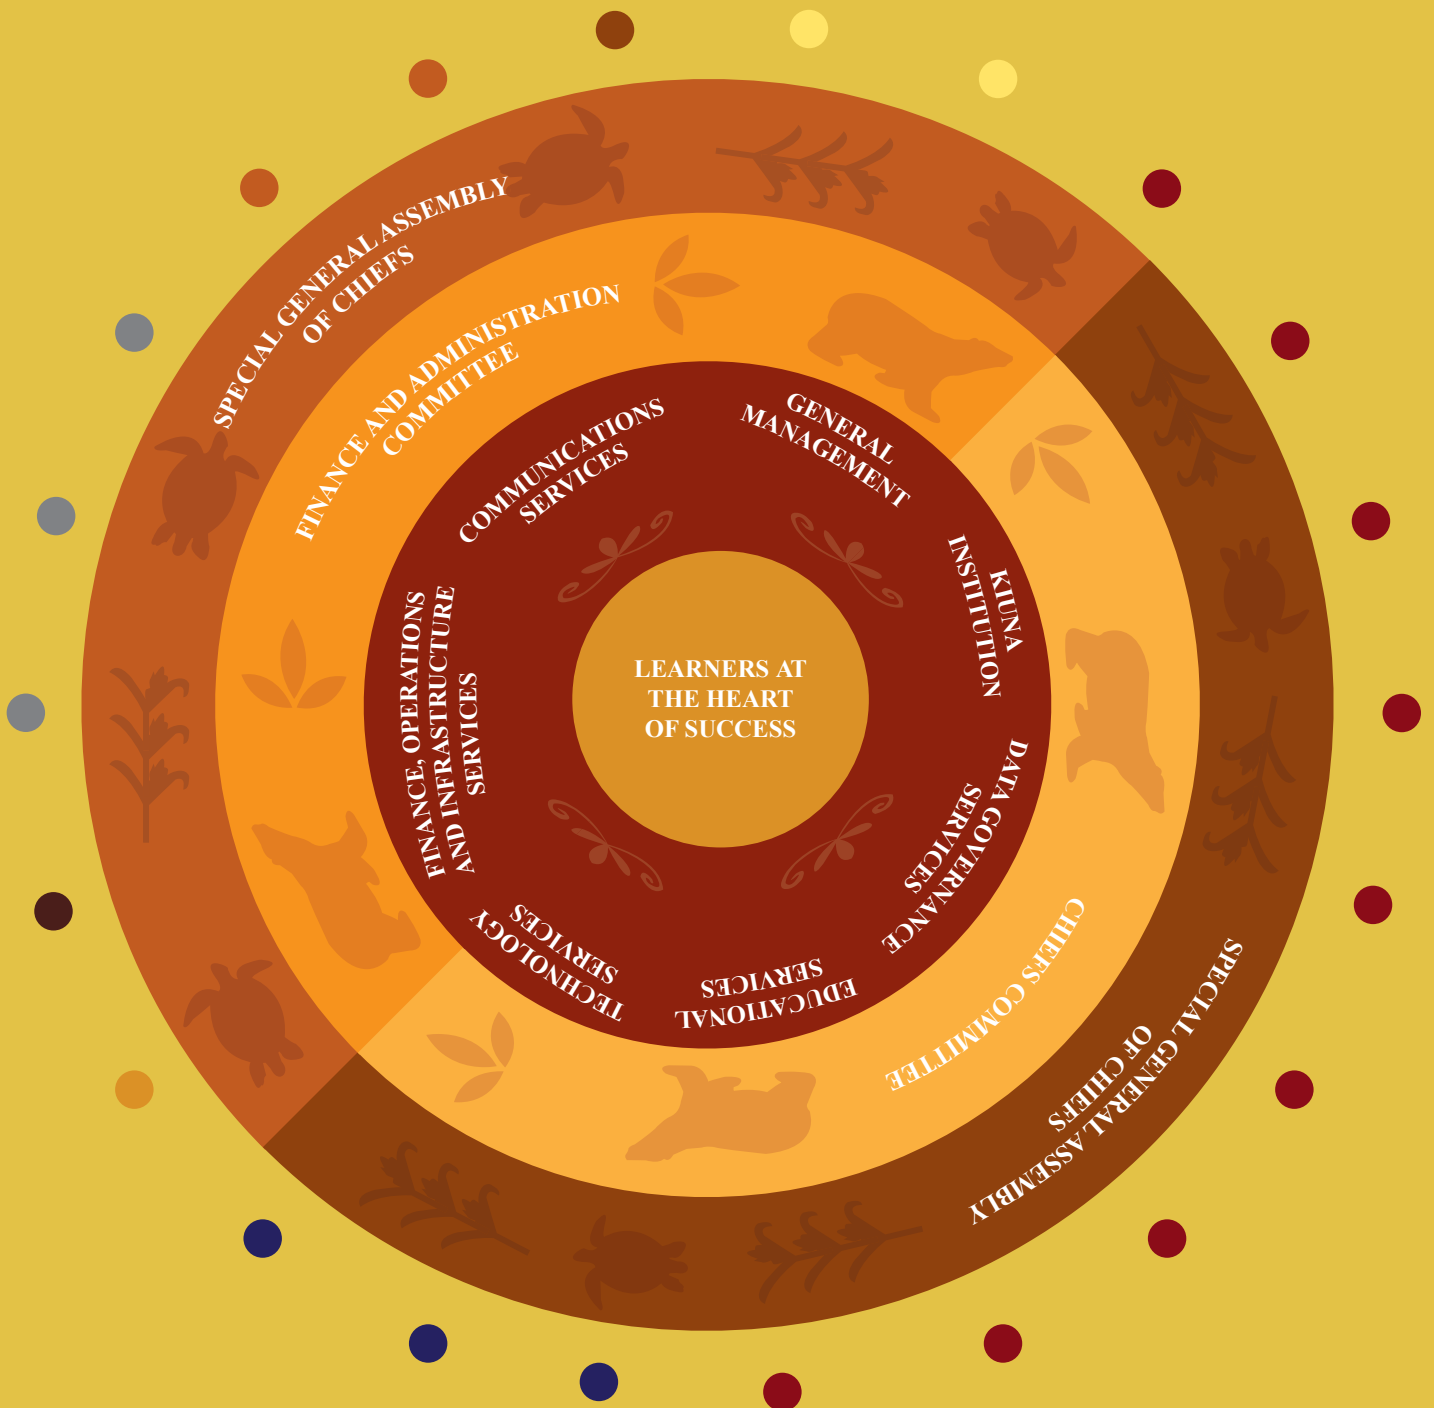 SPECIAL GENERAL ASSEMBLY
OF CHIEFS
FINANCE AND ADMINISTRATION
COMMITTEE
COMMUNICATIONS
SERVICES
GENERAL
MANAGEMENT
KIUNA
INSTITUTION
FINANCE, OPERATIONS
AND INFRASTRUCTURE
SERVICES
LEARNERS AT
THE HEART
OF SUCCESS
DATA GOVERNANCE
SERVICES
TECHNOLOGY
SERVICES
EDUCATIONAL
SERVICES
CHIEFS COMMITTEE
SPECIAL GENERAL ASSEMBLY
OF CHIEFS